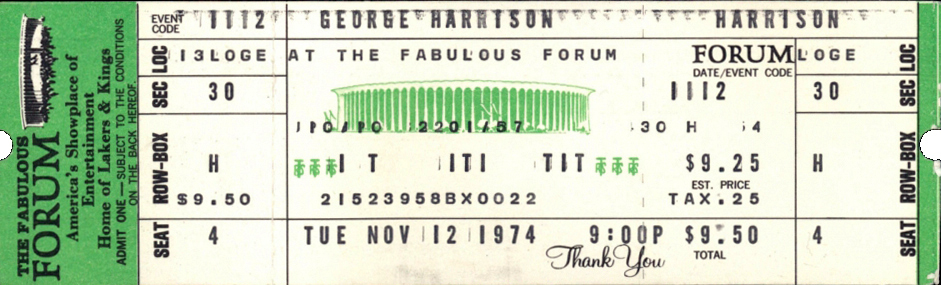 THE FABULOUS
FORUM
America's Showplace of
Entertainment
Home of Lakers & Kings
ADMIT ONE — SUBJECT TO THE CONDITIONS
ON THE BACK HEREOF.
EVENT CODE 1112
SEC LOC 13LOGE
30
ROW-BOX H
$9.50
SEAT 4
GEORGE HARRISON
AT THE FABULOUS FORUM
21523958BX0022
TUE NOV 12 1974 9:00P
Thank You
HARRISON
FORUM
DATE/EVENT CODE
1112
30 H 4
$9.25
EST. PRICE
TAX .25
$9.50
TOTAL
LOGE SEC LOC
30
H ROW-BOX
4 SEAT